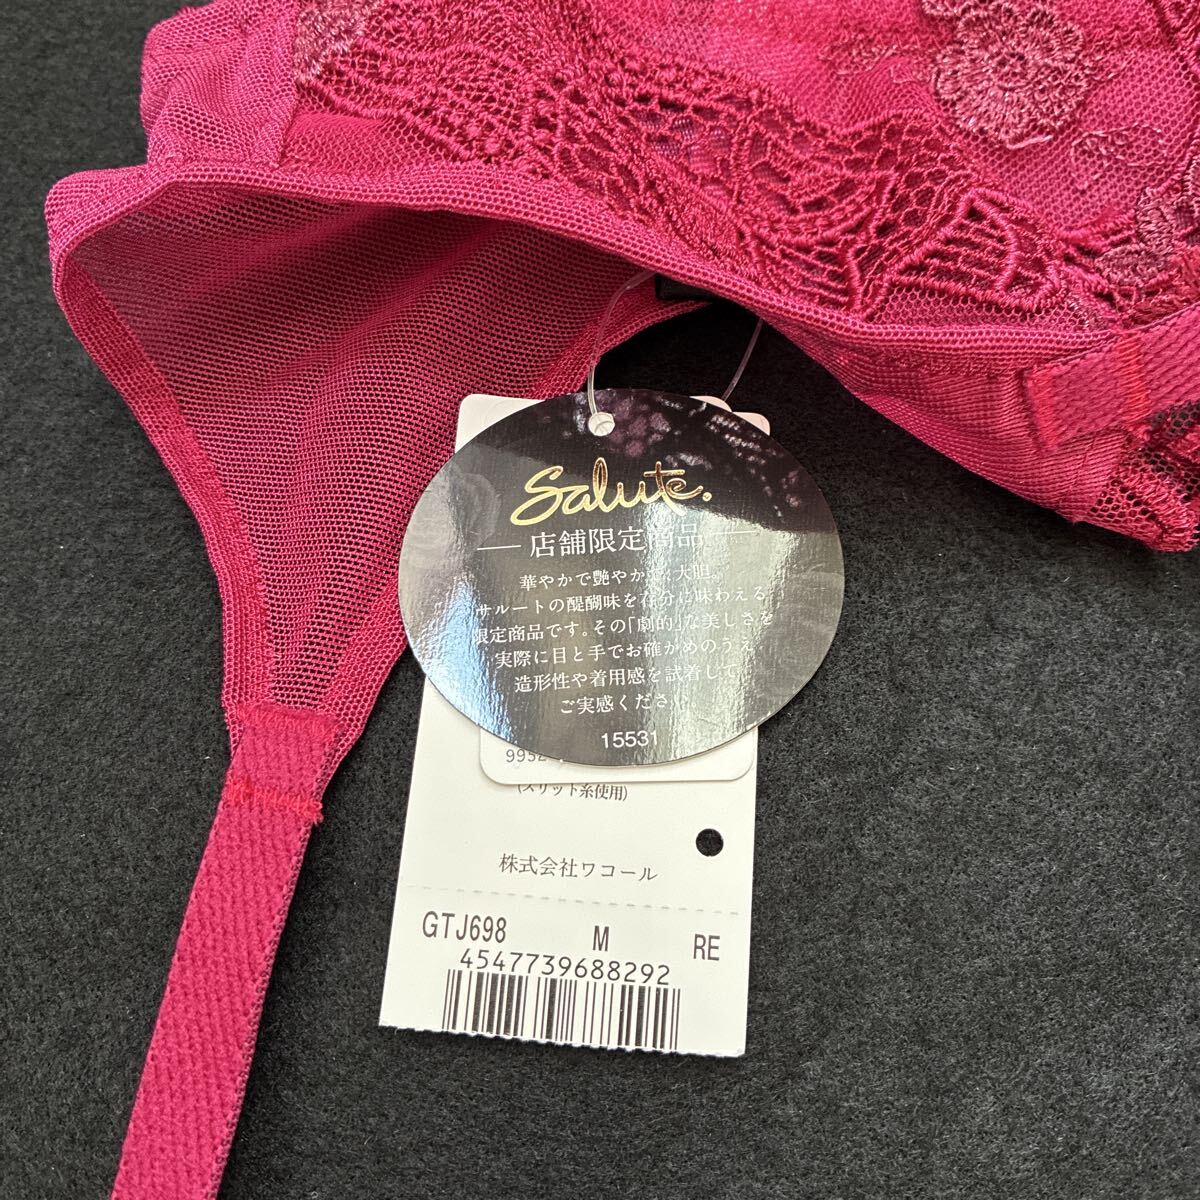 Salute.
店舗限定商品
華やかで艶やかで、大胆。
サルートの醍醐味を存分に味わえる
限定商品です。その「劇的」な美しさを
実際に目と手でお確かめのうえ
造形性や着用感を試着して
ご実感ください
15531
(スリット糸使用)
株式会社ワコール
GTJ698 M RE
4547739688292